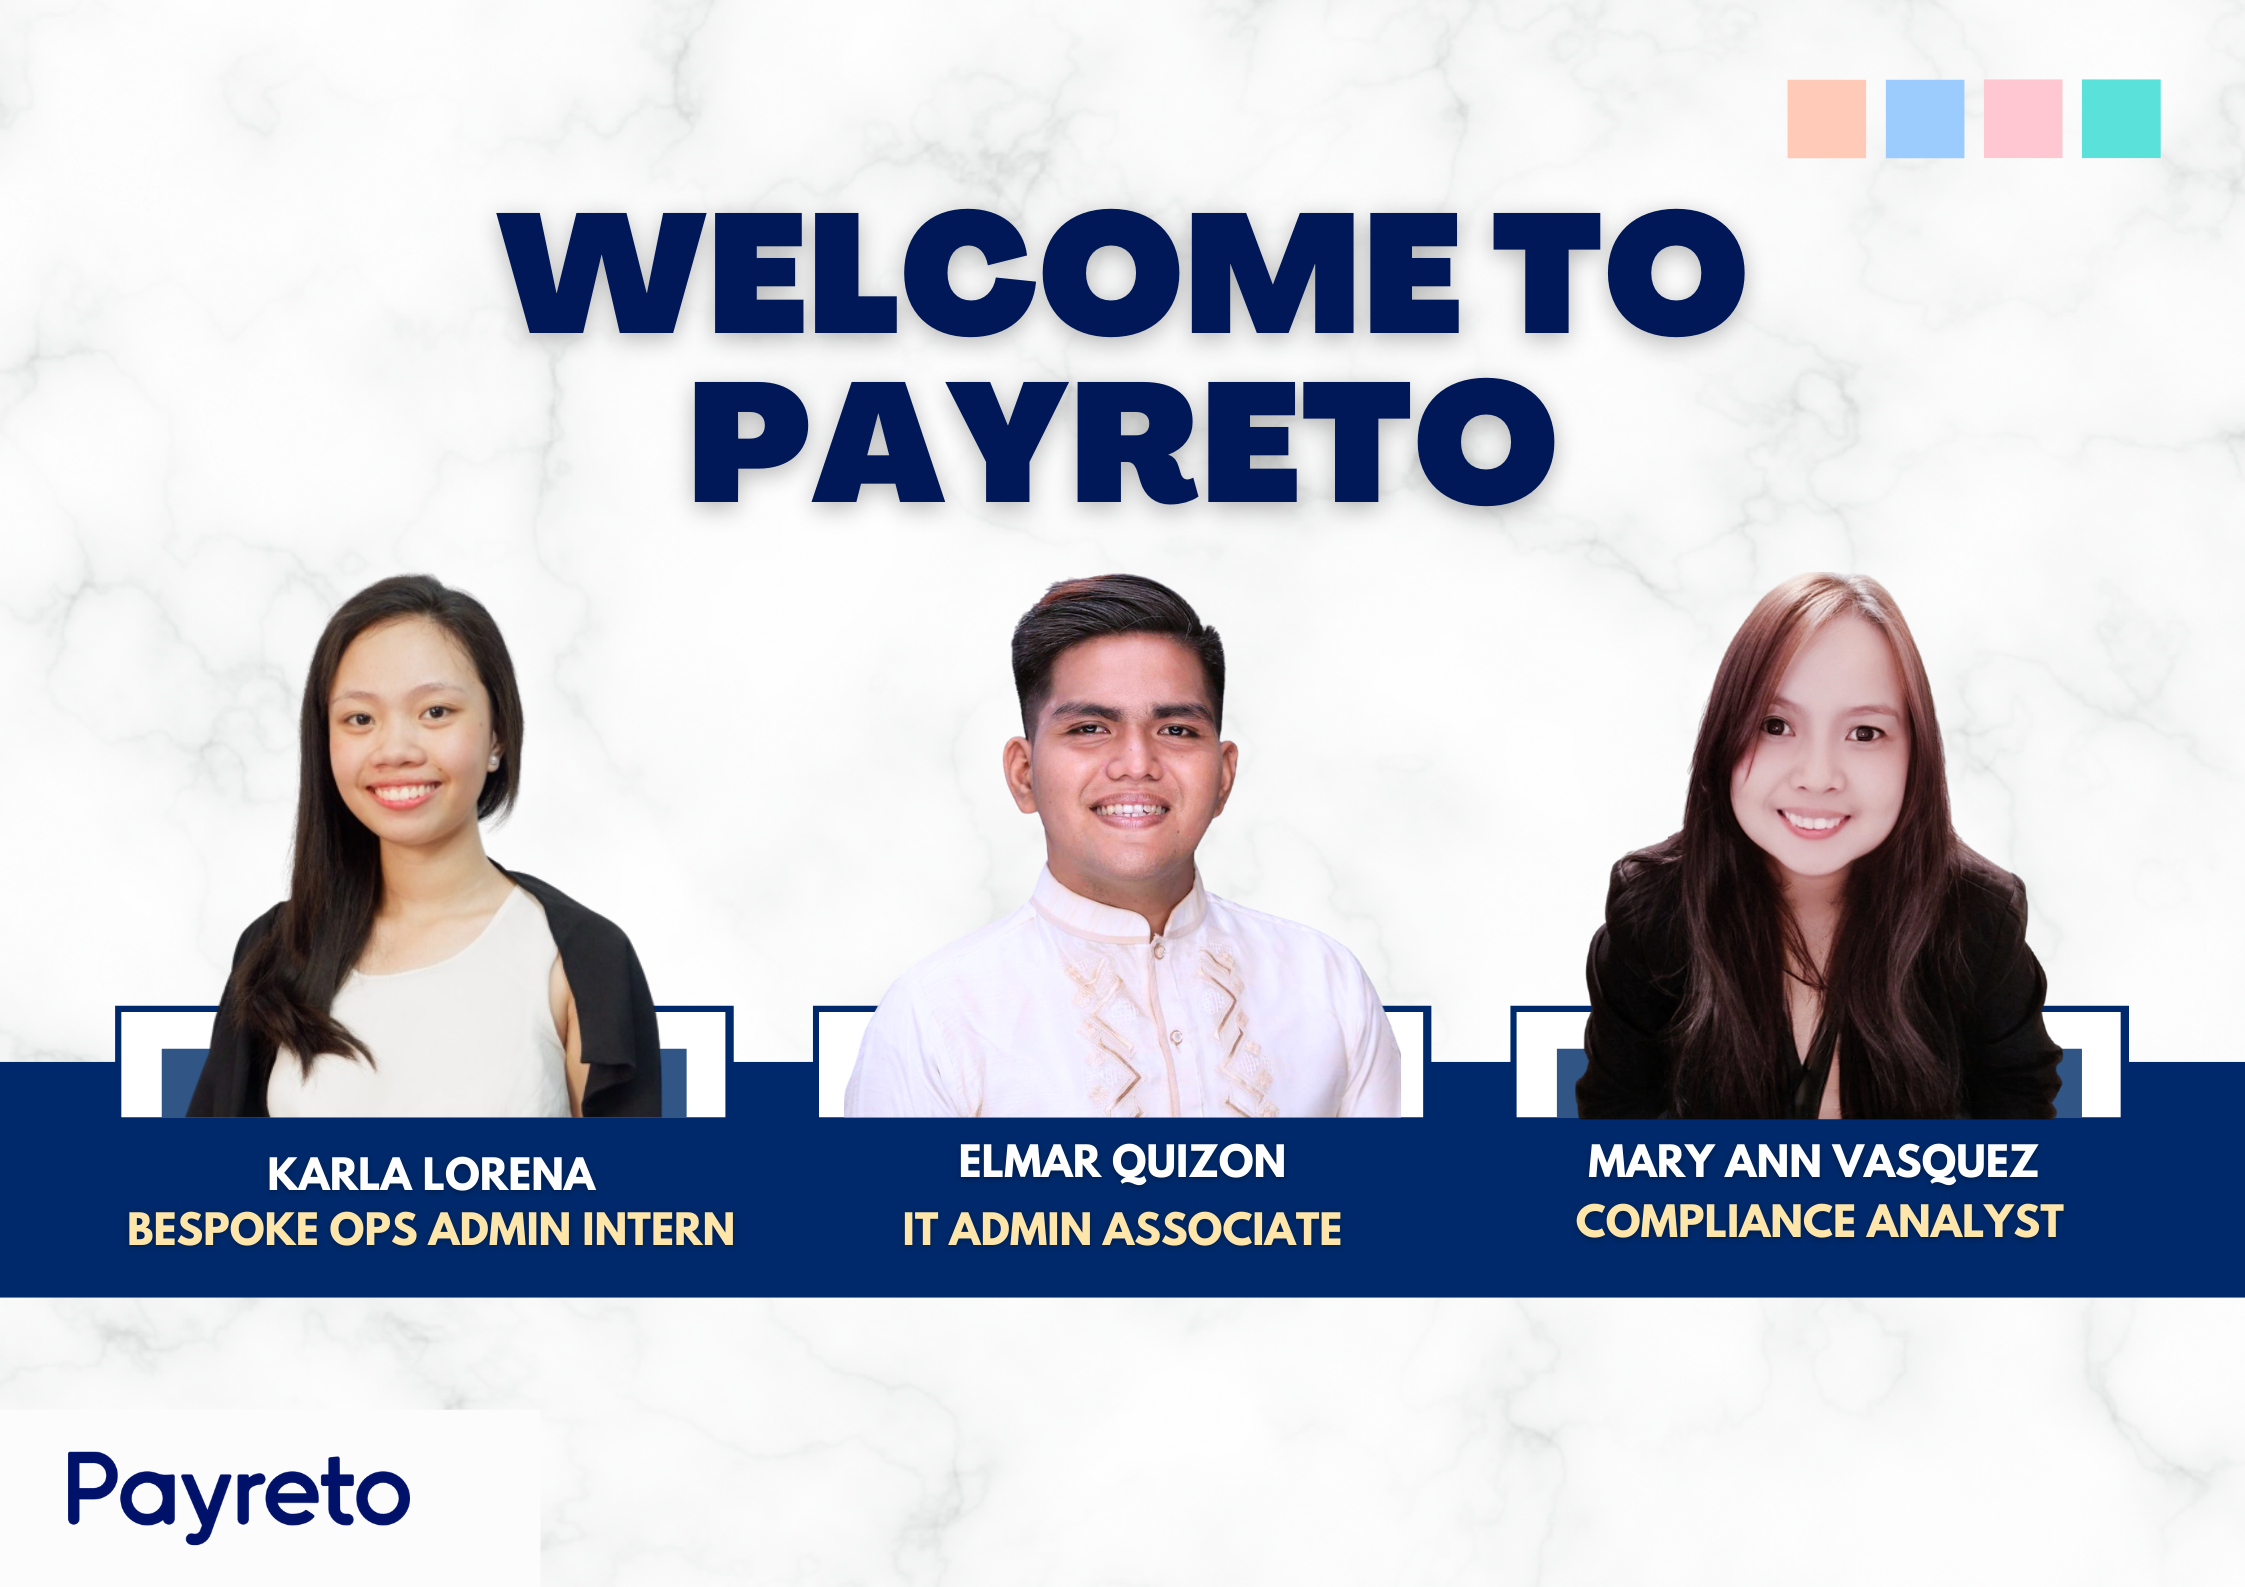 WELCOME TO
PAYRETO
KARLA LORENA
BESPOKE OPS ADMIN INTERN
ELMAR QUIZON
IT ADMIN ASSOCIATE
MARY ANN VASQUEZ
COMPLIANCE ANALYST
Payreto